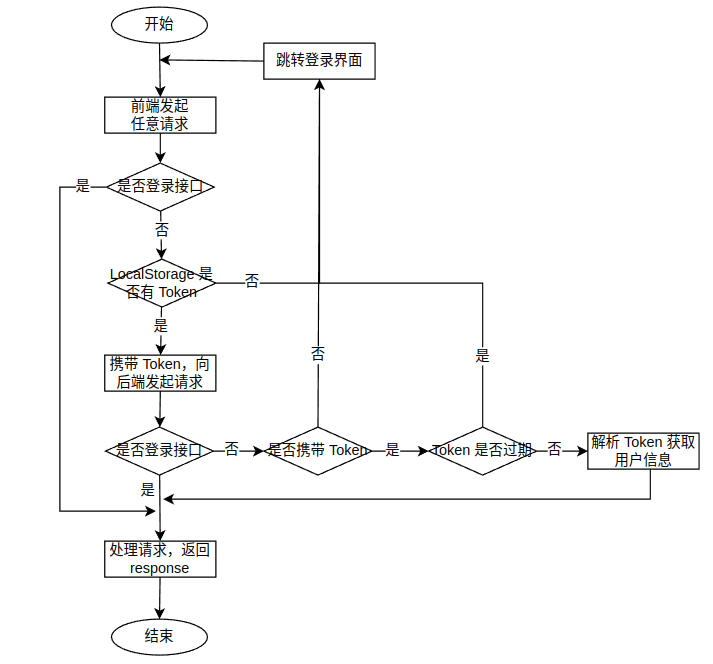 开始
跳转登录界面
前端发起
任意请求
是
是否登录接口
否
LocalStorage 是
否有 Token
否
是
否
是
携带 Token，向
后端发起请求
是否登录接口
否
是否携带 Token
是
Token 是否过期
否
解析 Token 获取
用户信息
是
处理请求，返回
response
结束